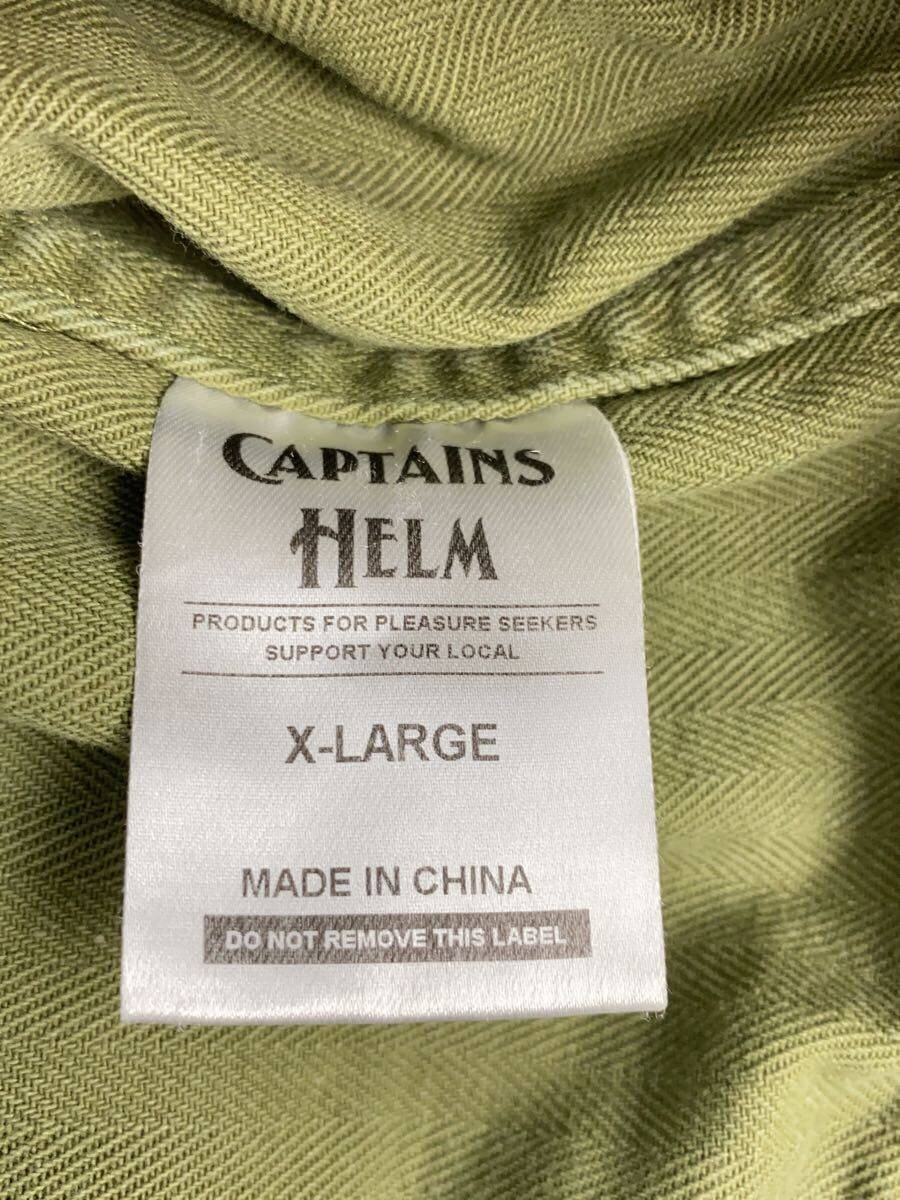 CAPTAINS
HELM
PRODUCTS FOR PLEASURE SEEKERS
SUPPORT YOUR LOCAL
X-LARGE
MADE IN CHINA
DO NOT REMOVE THIS LABEL